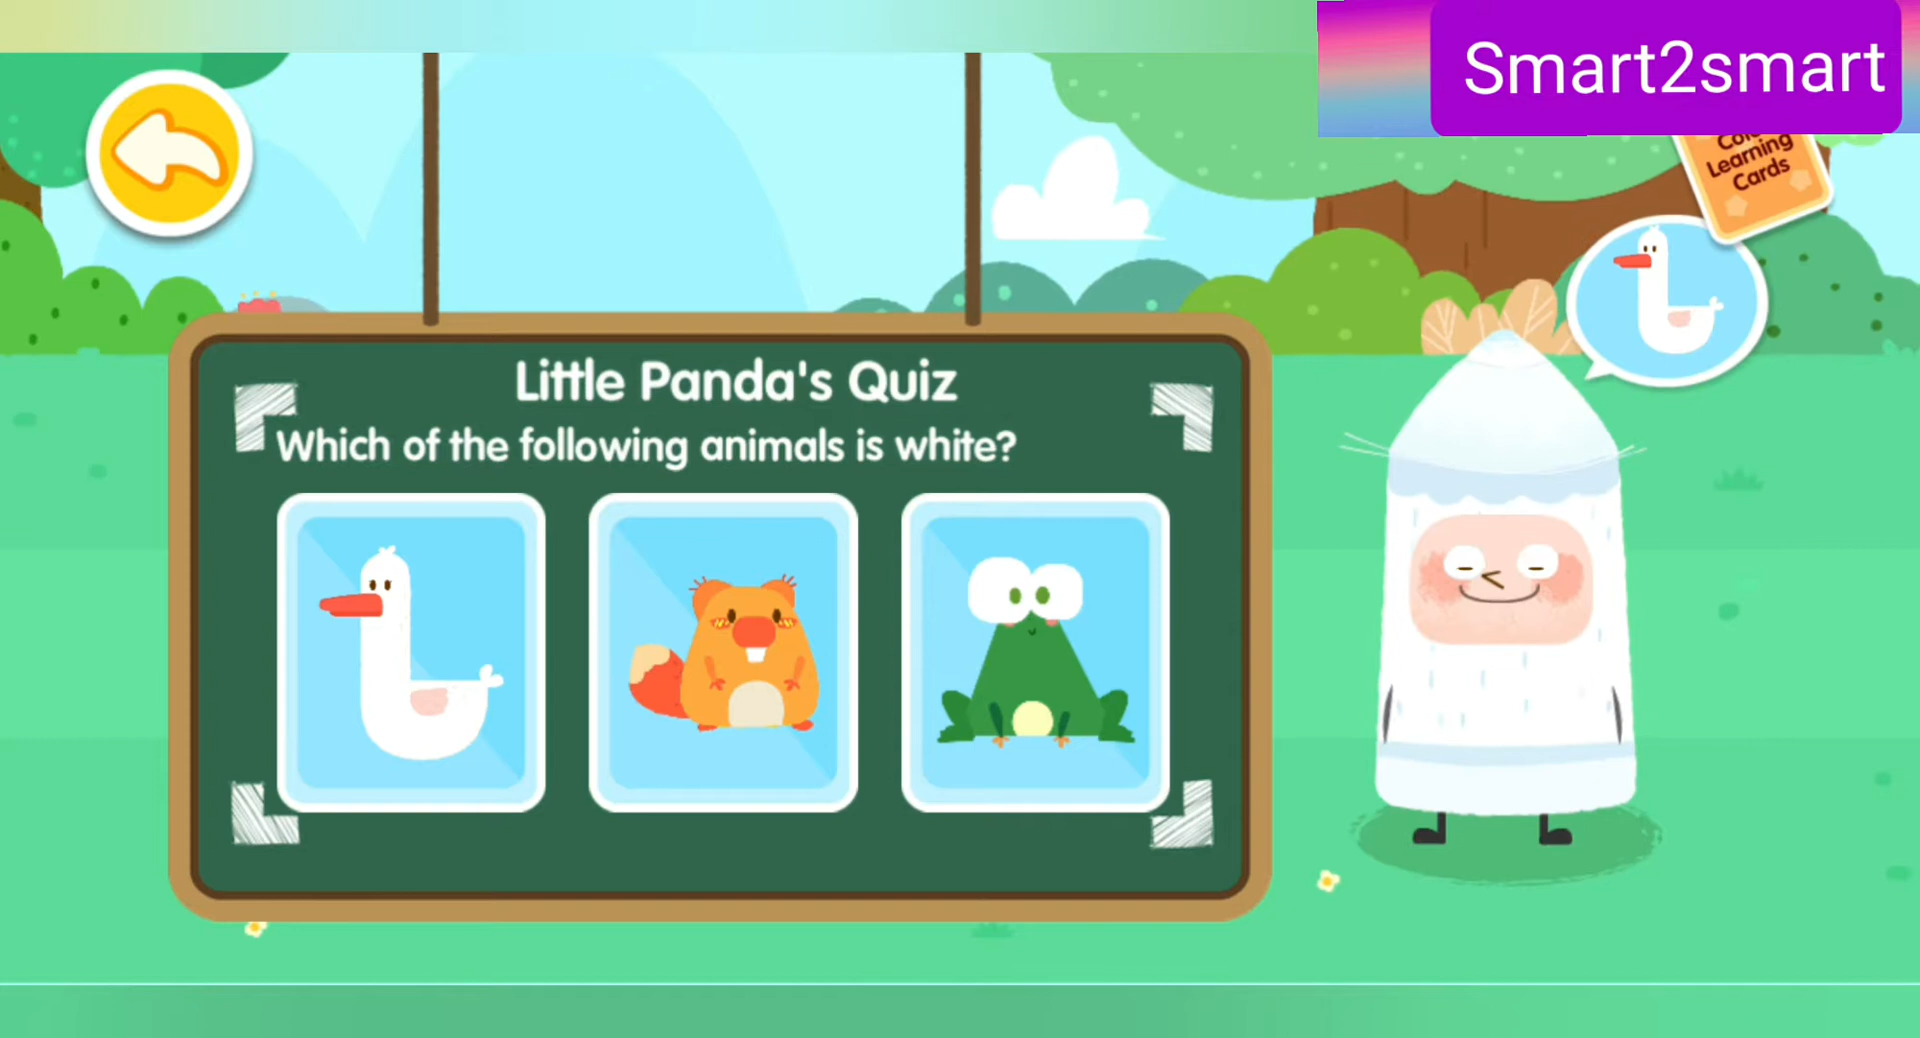 Smart2smart
Learning
Cards
Little Panda's Quiz
Which of the following animals is white?